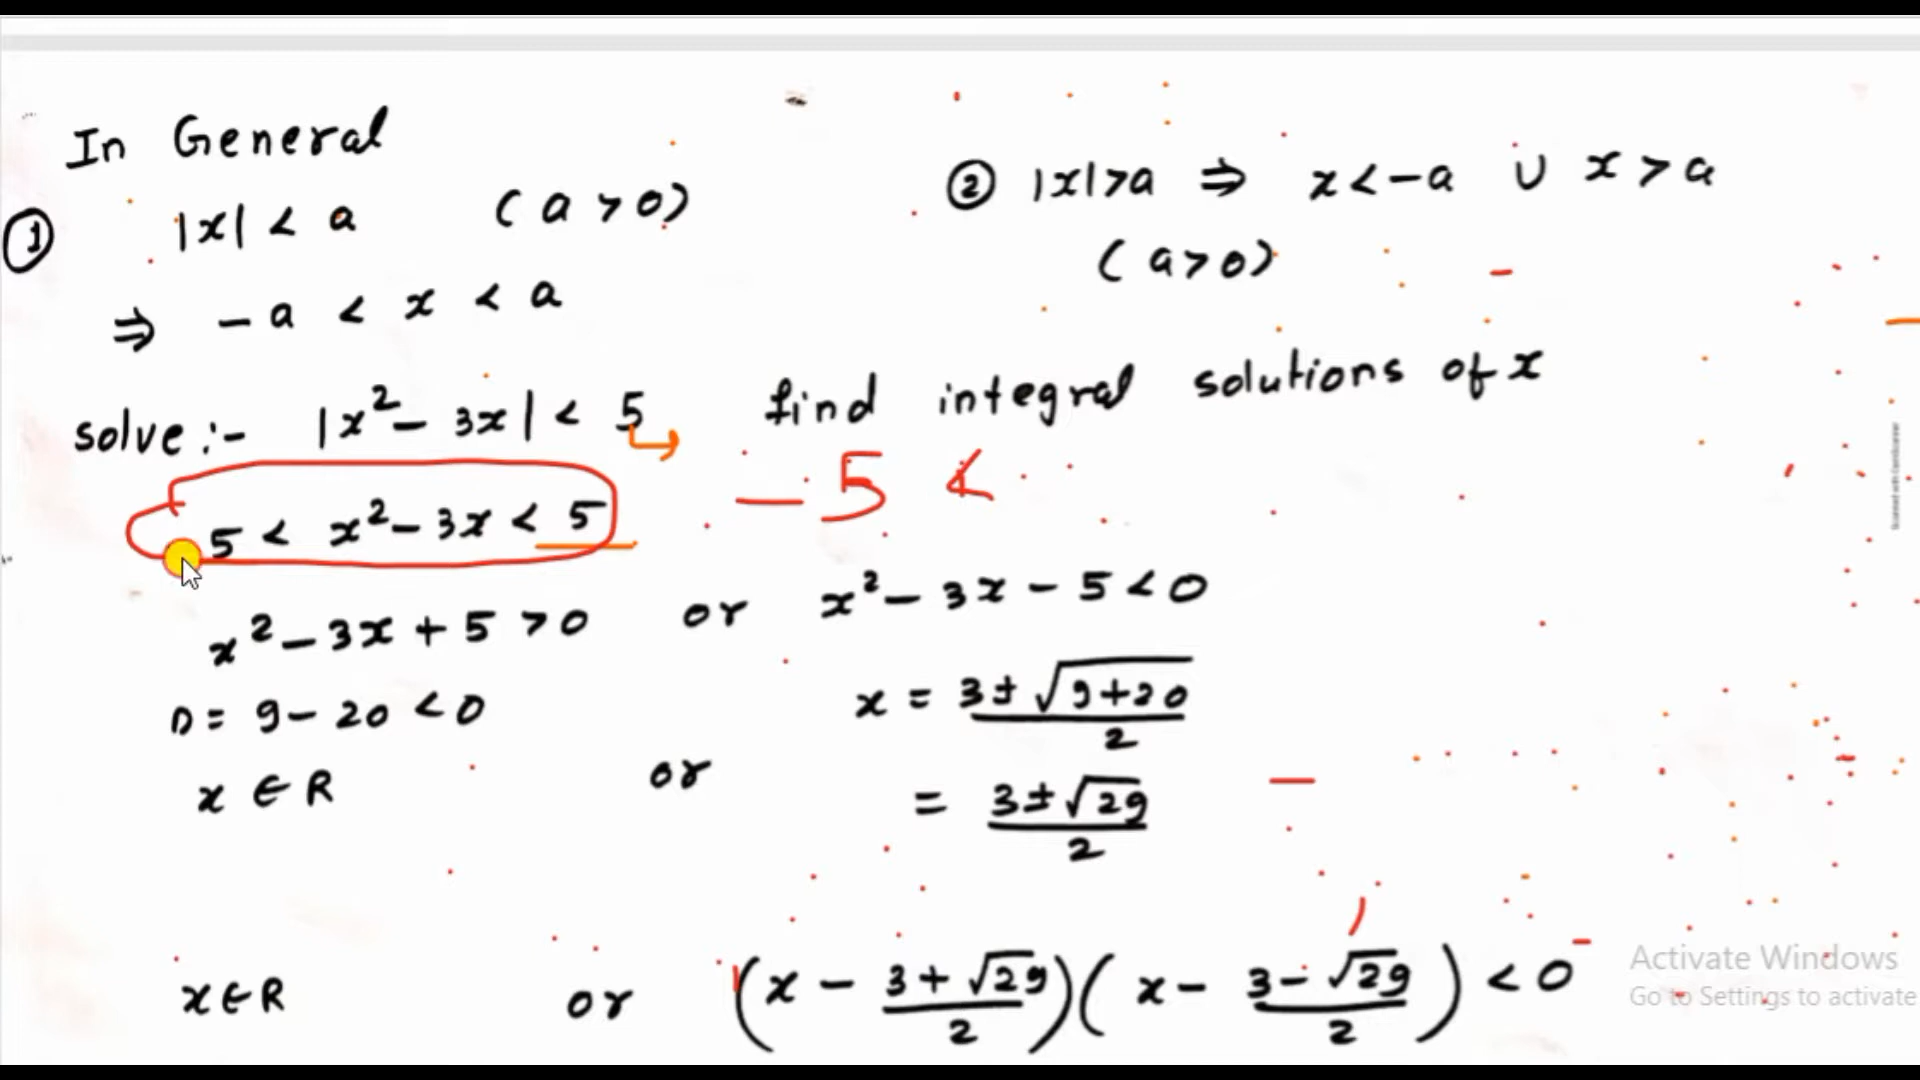 In General
① |x| < a (a > 0)
⇒ -a < x < a
② |x| > a ⇒ x < -a ∪ x > a
(a > 0)
solve :- |x² - 3x| < 5 find integral solutions of x
5 < x² - 3x < 5
- 5 <
x² - 3x + 5 > 0 or x² - 3x - 5 < 0
D = 9 - 20 < 0
x = (3 ± √(9+20))/2
x ∈ R or
= (3 ± √29)/2
x ∈ R or (x - (3 + √29)/2)(x - (3 - √29)/2) < 0
Activate Windows
Go to Settings to activate